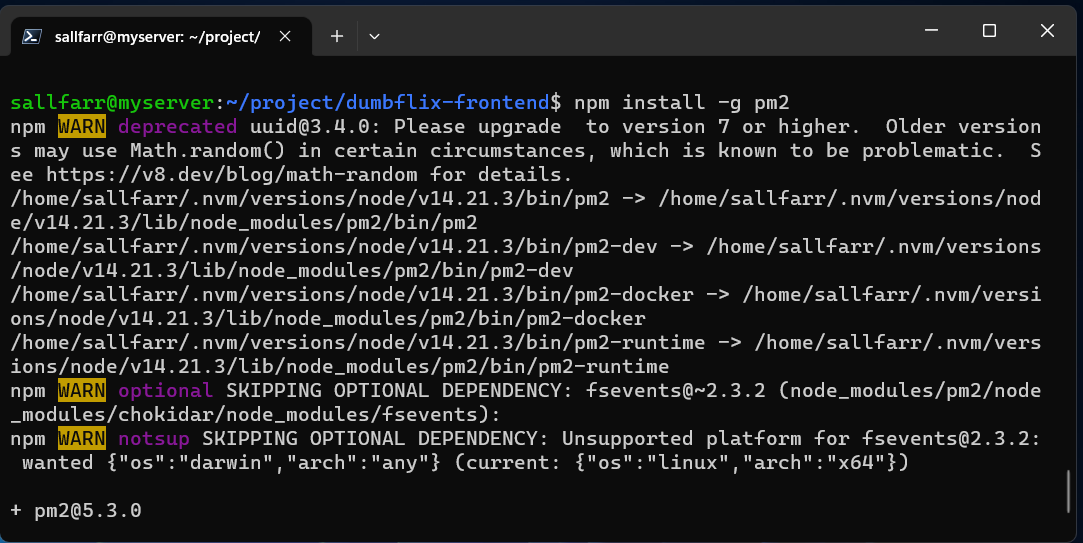 sallfarr@myserver: ~/project/
sallfarr@myserver:~/project/dumbflix-frontend$ npm install -g pm2
npm WARN deprecated uuid@3.4.0: Please upgrade  to version 7 or higher.  Older version
s may use Math.random() in certain circumstances, which is known to be problematic.  S
ee https://v8.dev/blog/math-random for details.
/home/sallfarr/.nvm/versions/node/v14.21.3/bin/pm2 -> /home/sallfarr/.nvm/versions/nod
e/v14.21.3/lib/node_modules/pm2/bin/pm2
/home/sallfarr/.nvm/versions/node/v14.21.3/bin/pm2-dev -> /home/sallfarr/.nvm/versions
/node/v14.21.3/lib/node_modules/pm2/bin/pm2-dev
/home/sallfarr/.nvm/versions/node/v14.21.3/bin/pm2-docker -> /home/sallfarr/.nvm/versi
ons/node/v14.21.3/lib/node_modules/pm2/bin/pm2-docker
/home/sallfarr/.nvm/versions/node/v14.21.3/bin/pm2-runtime -> /home/sallfarr/.nvm/vers
ions/node/v14.21.3/lib/node_modules/pm2/bin/pm2-runtime
npm WARN optional SKIPPING OPTIONAL DEPENDENCY: fsevents@~2.3.2 (node_modules/pm2/node
_modules/chokidar/node_modules/fsevents):
npm WARN notsup SKIPPING OPTIONAL DEPENDENCY: Unsupported platform for fsevents@2.3.2:
 wanted {"os":"darwin","arch":"any"} (current: {"os":"linux","arch":"x64"})
+ pm2@5.3.0